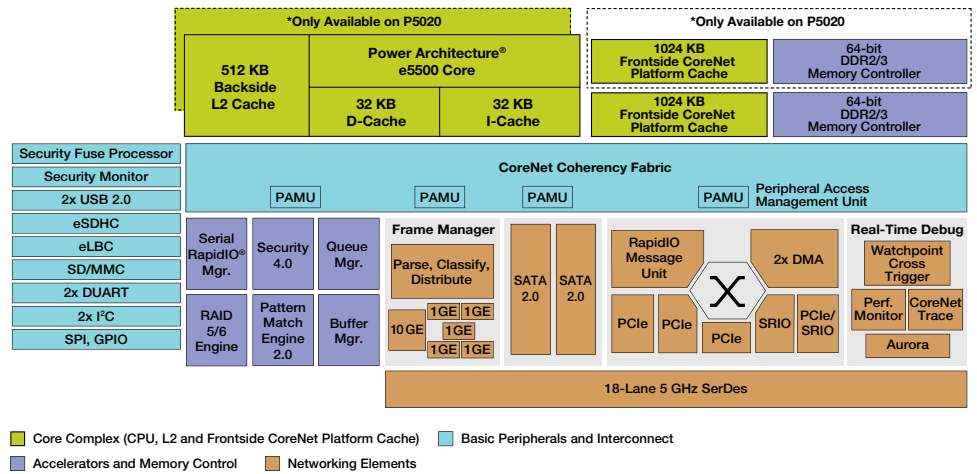 *Only Available on P5020
*Only Available on P5020
512 KB
Backside
L2 Cache
Power Architecture®
e5500 Core
32 KB
D-Cache
32 KB
I-Cache
1024 KB
Frontside CoreNet
Platform Cache
64-bit
DDR2/3
Memory Controller
1024 KB
Frontside CoreNet
Platform Cache
64-bit
DDR2/3
Memory Controller
Security Fuse Processor
Security Monitor
2x USB 2.0
eSDHC
eLBC
SD/MMC
2x DUART
2x I²C
SPI, GPIO
CoreNet Coherency Fabric
PAMU
PAMU
PAMU
PAMU
Peripheral Access
Management Unit
Serial
RapidIO®
Mgr.
Security
4.0
Queue
Mgr.
RAID
5/6
Engine
Pattern
Match
Engine
2.0
Buffer
Mgr.
Frame Manager
Parse, Classify,
Distribute
10 GE
1GE
1GE
1GE
1GE
1GE
SATA
2.0
SATA
2.0
RapidIO
Message
Unit
2x DMA
PCIe
PCIe
PCIe
SRIO
PCIe/
SRIO
Real-Time Debug
Watchpoint
Cross
Trigger
Perf.
Monitor
CoreNet
Trace
Aurora
18-Lane 5 GHz SerDes
Core Complex (CPU, L2 and Frontside CoreNet Platform Cache)
Basic Peripherals and Interconnect
Accelerators and Memory Control
Networking Elements